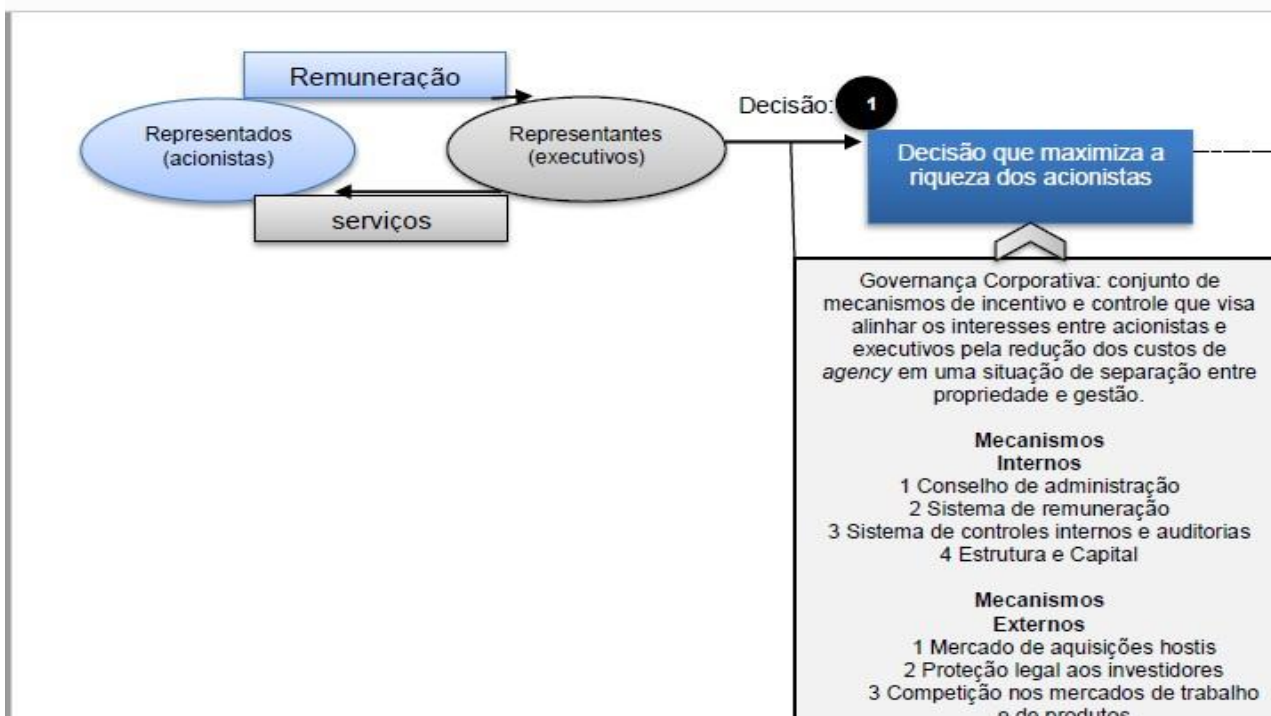 Remuneração
Representados
(acionistas)
Representantes
(executivos)
serviços
Decisão: 1
Decisão que maximiza a
riqueza dos acionistas
Governança Corporativa: conjunto de
mecanismos de incentivo e controle que visa
alinhar os interesses entre acionistas e
executivos pela redução dos custos de
agency em uma situação de separação entre
propriedade e gestão.
Mecanismos
Internos
1 Conselho de administração
2 Sistema de remuneração
3 Sistema de controles internos e auditorias
4 Estrutura e Capital
Mecanismos
Externos
1 Mercado de aquisições hostis
2 Proteção legal aos investidores
3 Competição nos mercados de trabalho
e de produtos